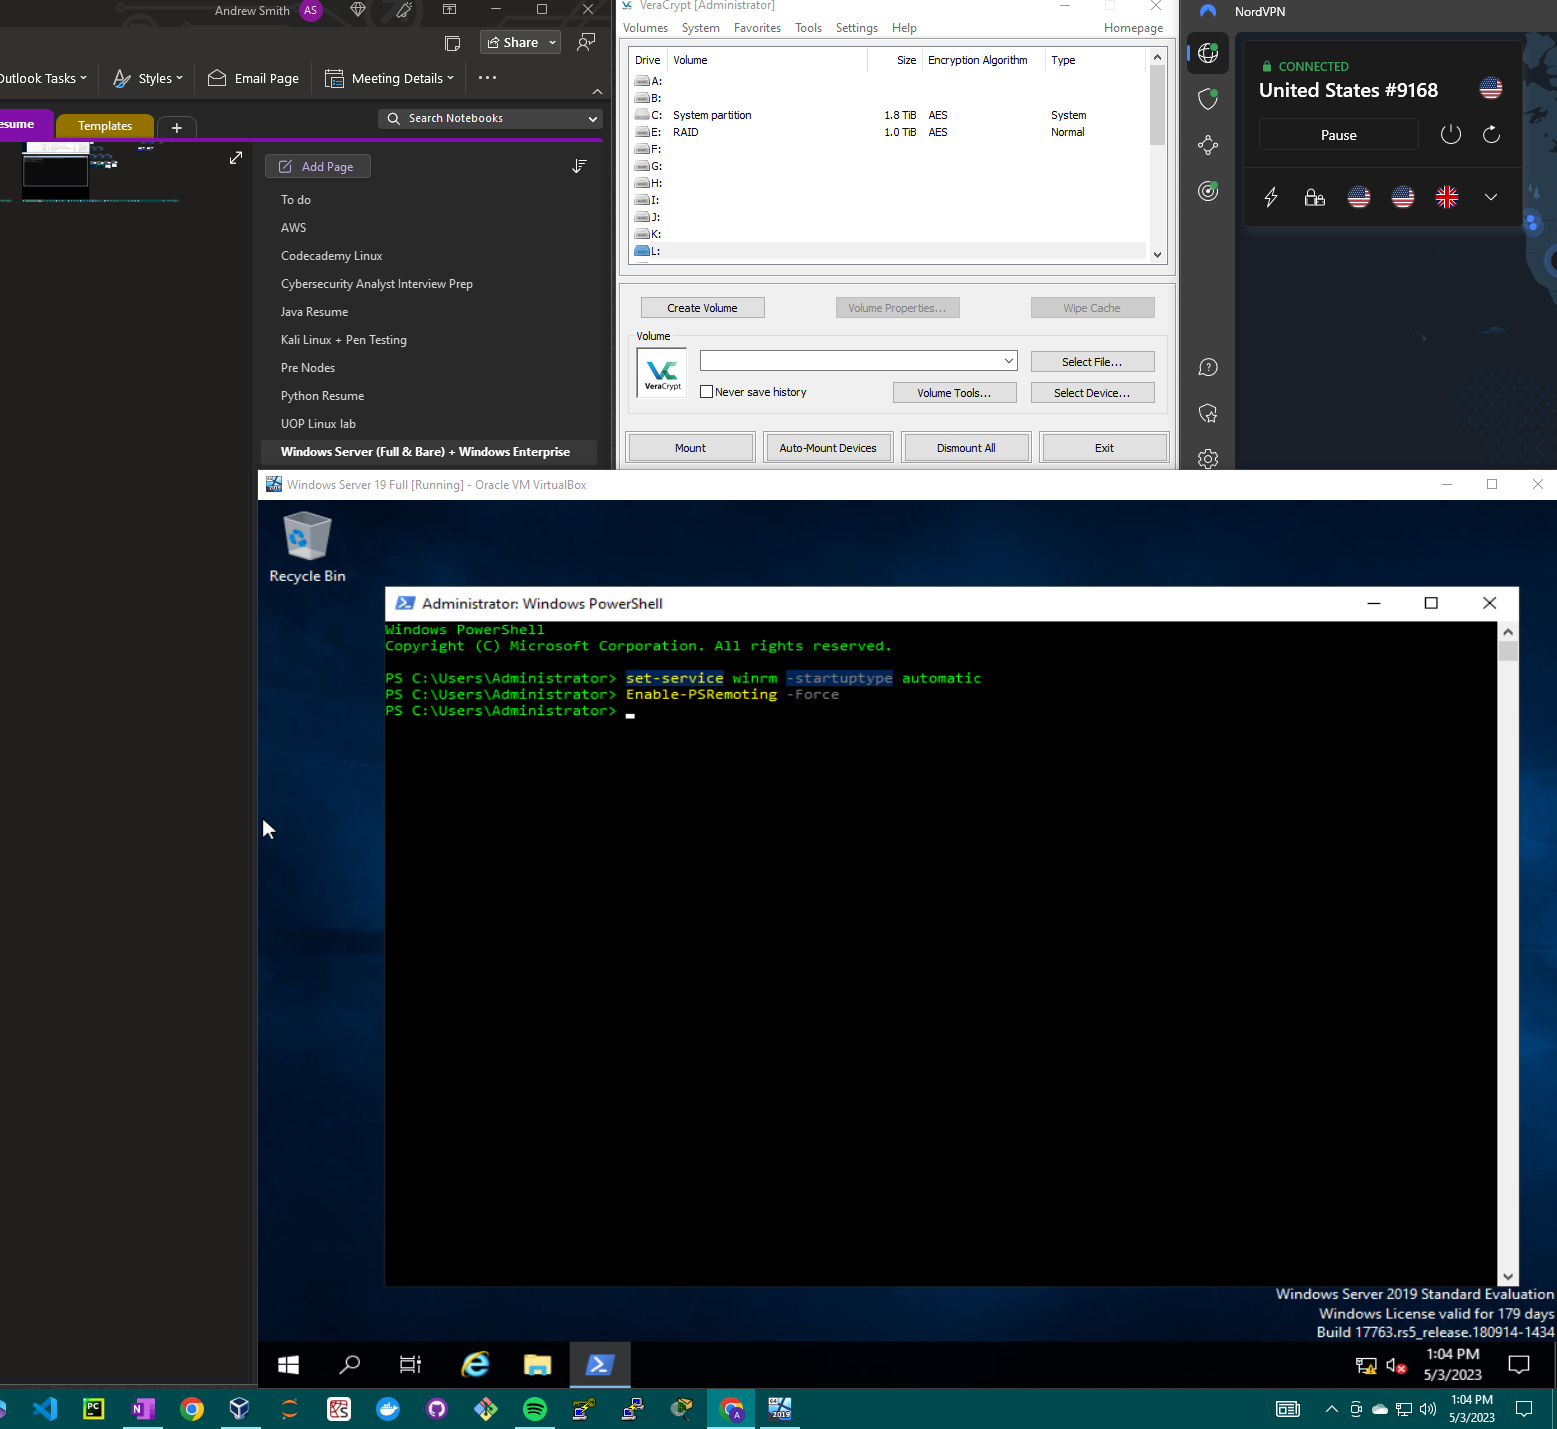 Andrew Smith
AS
Share
Outlook Tasks
Styles
Email Page
Meeting Details
esume
Templates
Search Notebooks
Add Page
To do
AWS
Codecademy Linux
Cybersecurity Analyst Interview Prep
Java Resume
Kali Linux + Pen Testing
Pre Nodes
Python Resume
UOP Linux lab
Windows Server (Full & Bare) + Windows Enterprise
VeraCrypt [Administrator]
Volumes System Favorites Tools Settings Help Homepage
Drive Volume Size Encryption Algorithm Type
A:
B:
C: System partition 1.8 TiB AES System
E: RAID 1.0 TiB AES Normal
F:
G:
H:
I:
J:
K:
L:
Create Volume Volume Properties... Wipe Cache
Volume
VeraCrypt
Select File...
Never save history
Volume Tools... Select Device...
Mount Auto-Mount Devices Dismount All Exit
NordVPN
CONNECTED
United States #9168
Pause
Windows Server 19 Full [Running] - Oracle VM VirtualBox
Recycle Bin
Administrator: Windows PowerShell
Windows PowerShell
Copyright (C) Microsoft Corporation. All rights reserved.
PS C:\Users\Administrator> set-service winrm -startuptype automatic
PS C:\Users\Administrator> Enable-PSRemoting -Force
PS C:\Users\Administrator>
Windows Server 2019 Standard Evaluation
Windows License valid for 179 days
Build 17763.rs5_release.180914-1434
1:04 PM
5/3/2023
PC
N
A
2019
1:04 PM
5/3/2023